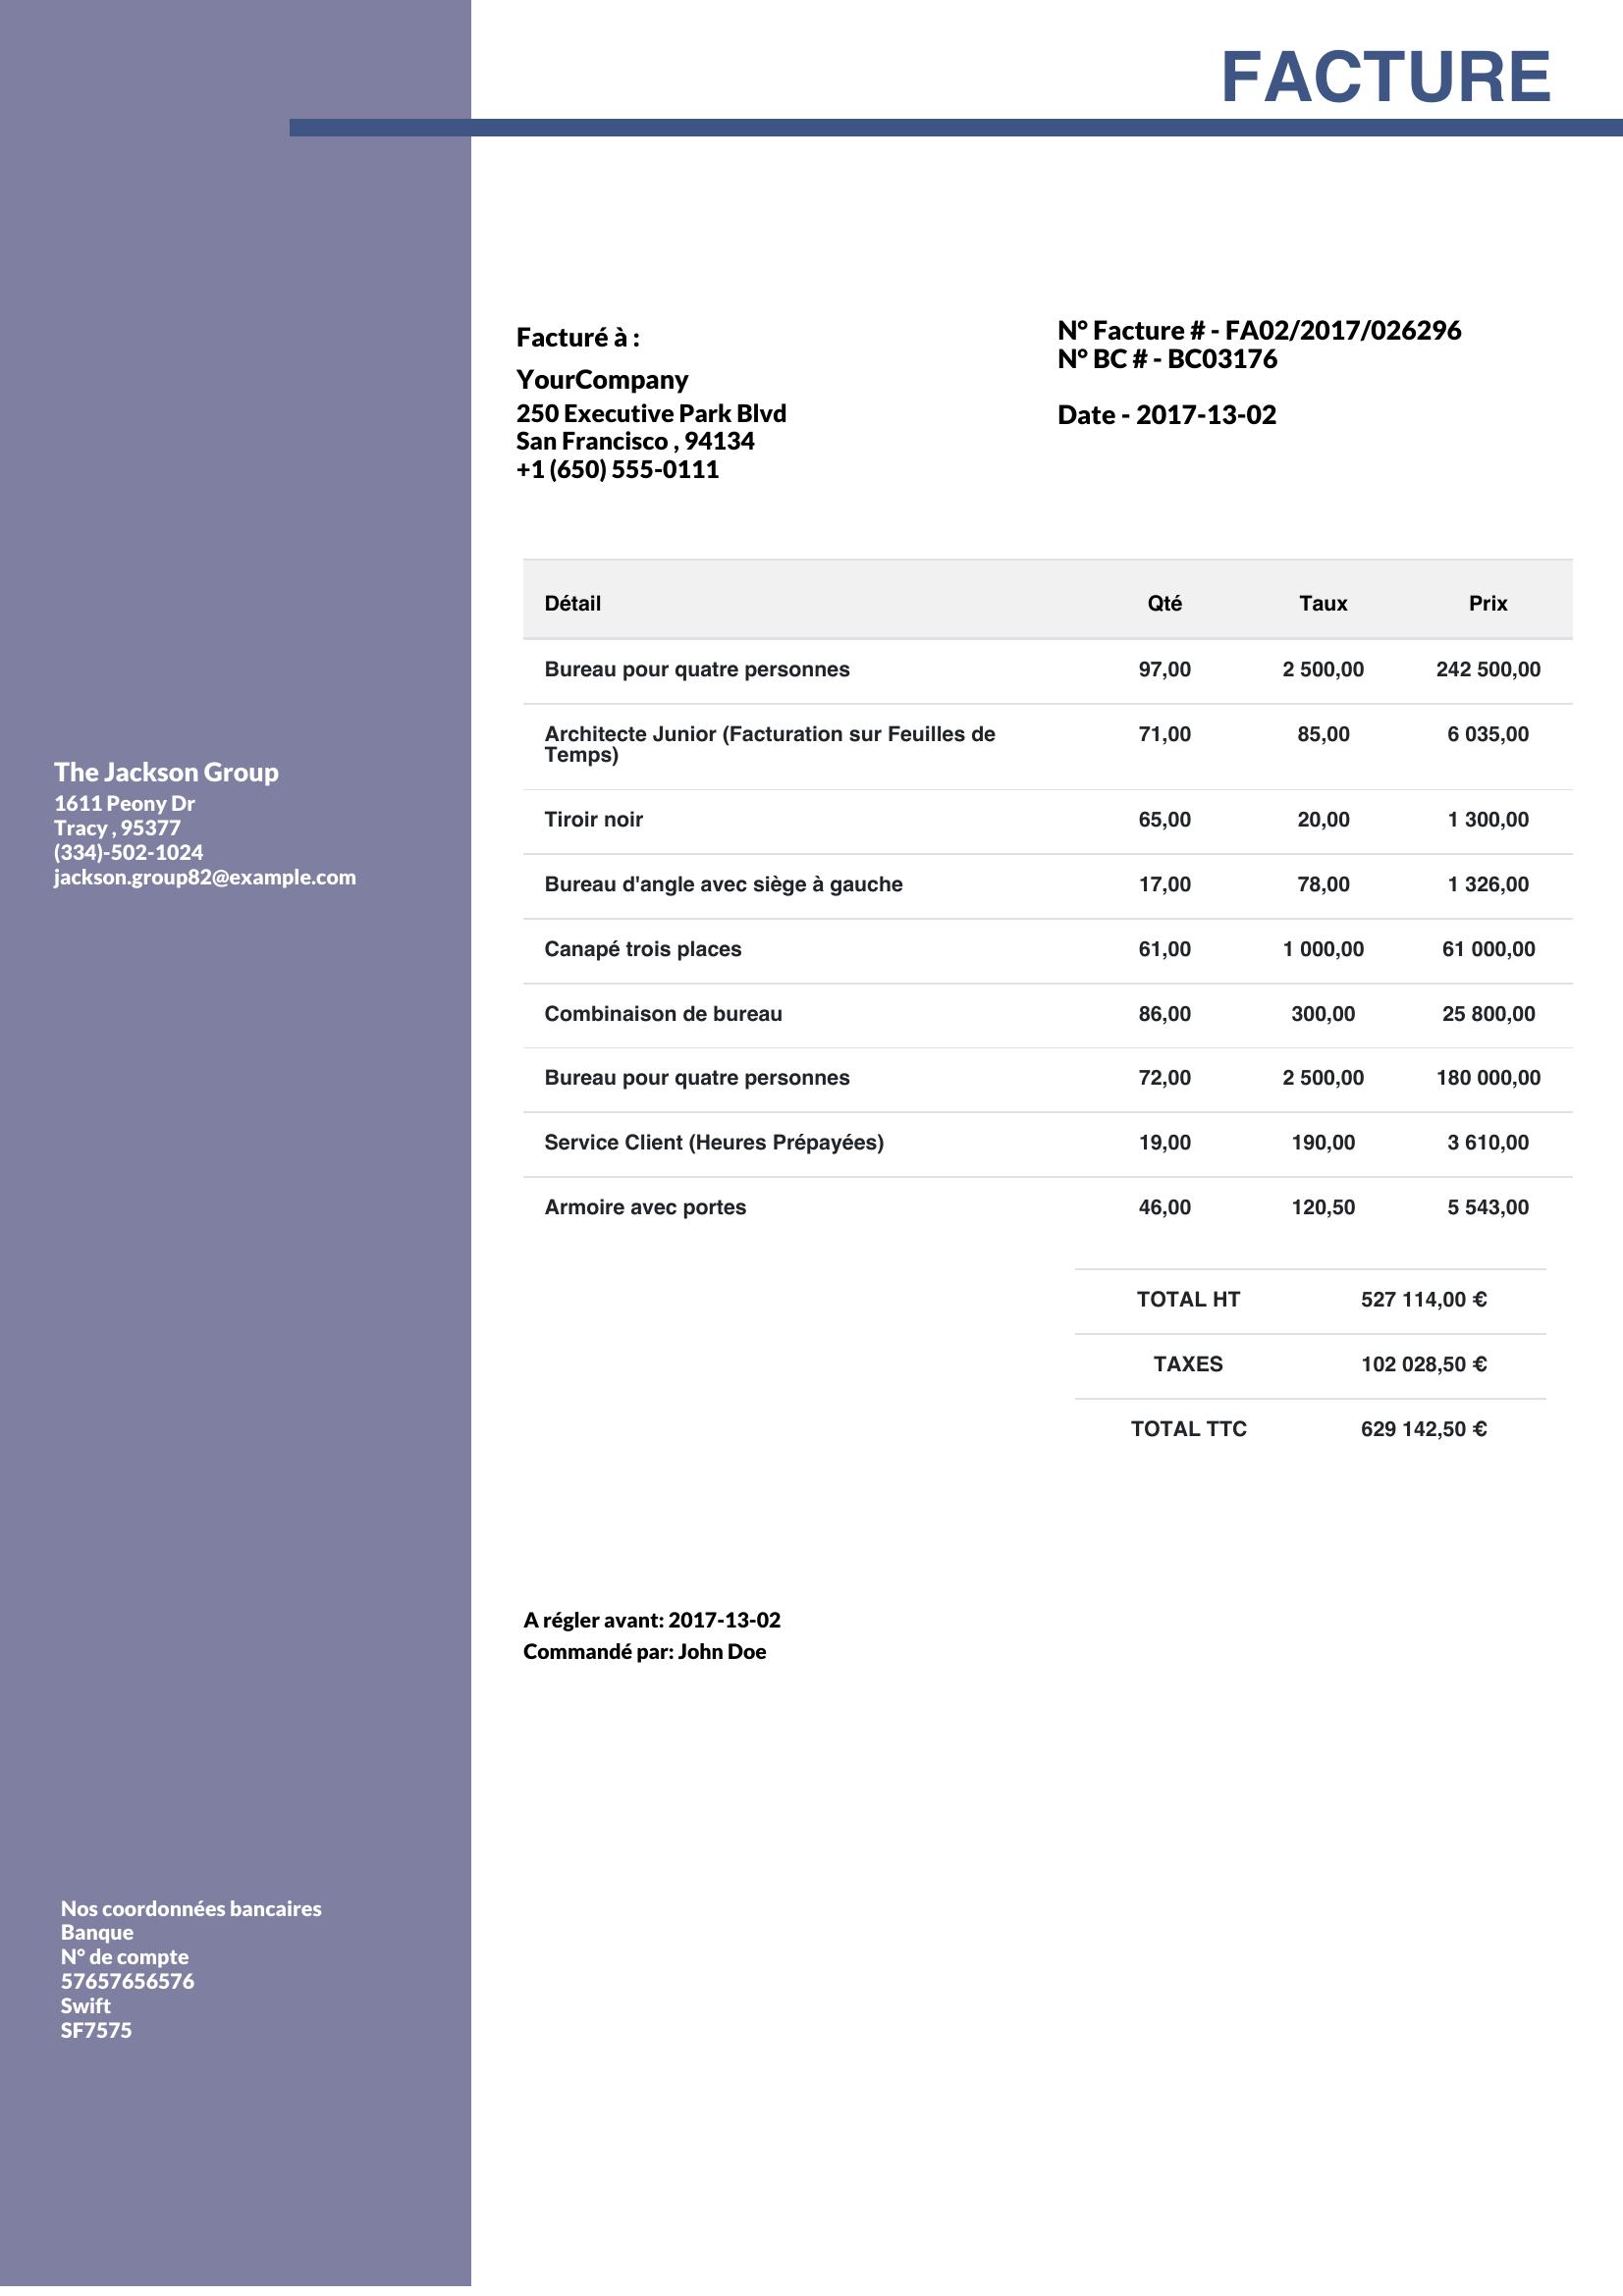 FACTURE
Facturé à :
YourCompany
250 Executive Park Blvd
San Francisco , 94134
+1 (650) 555-0111
N° Facture # - FA02/2017/026296
N° BC # - BC03176
Date - 2017-13-02
The Jackson Group
1611 Peony Dr
Tracy , 95377
(334)-502-1024
jackson.group82@example.com
Détail Qté Taux Prix
Bureau pour quatre personnes 97,00 2 500,00 242 500,00
Architecte Junior (Facturation sur Feuilles de 71,00 85,00 6 035,00
Temps)
Tiroir noir 65,00 20,00 1 300,00
Bureau d'angle avec siège à gauche 17,00 78,00 1 326,00
Canapé trois places 61,00 1 000,00 61 000,00
Combinaison de bureau 86,00 300,00 25 800,00
Bureau pour quatre personnes 72,00 2 500,00 180 000,00
Service Client (Heures Prépayées) 19,00 190,00 3 610,00
Armoire avec portes 46,00 120,50 5 543,00
TOTAL HT 527 114,00 €
TAXES 102 028,50 €
TOTAL TTC 629 142,50 €
A régler avant: 2017-13-02
Commandé par: John Doe
Nos coordonnées bancaires
Banque
N° de compte
57657656576
Swift
SF7575